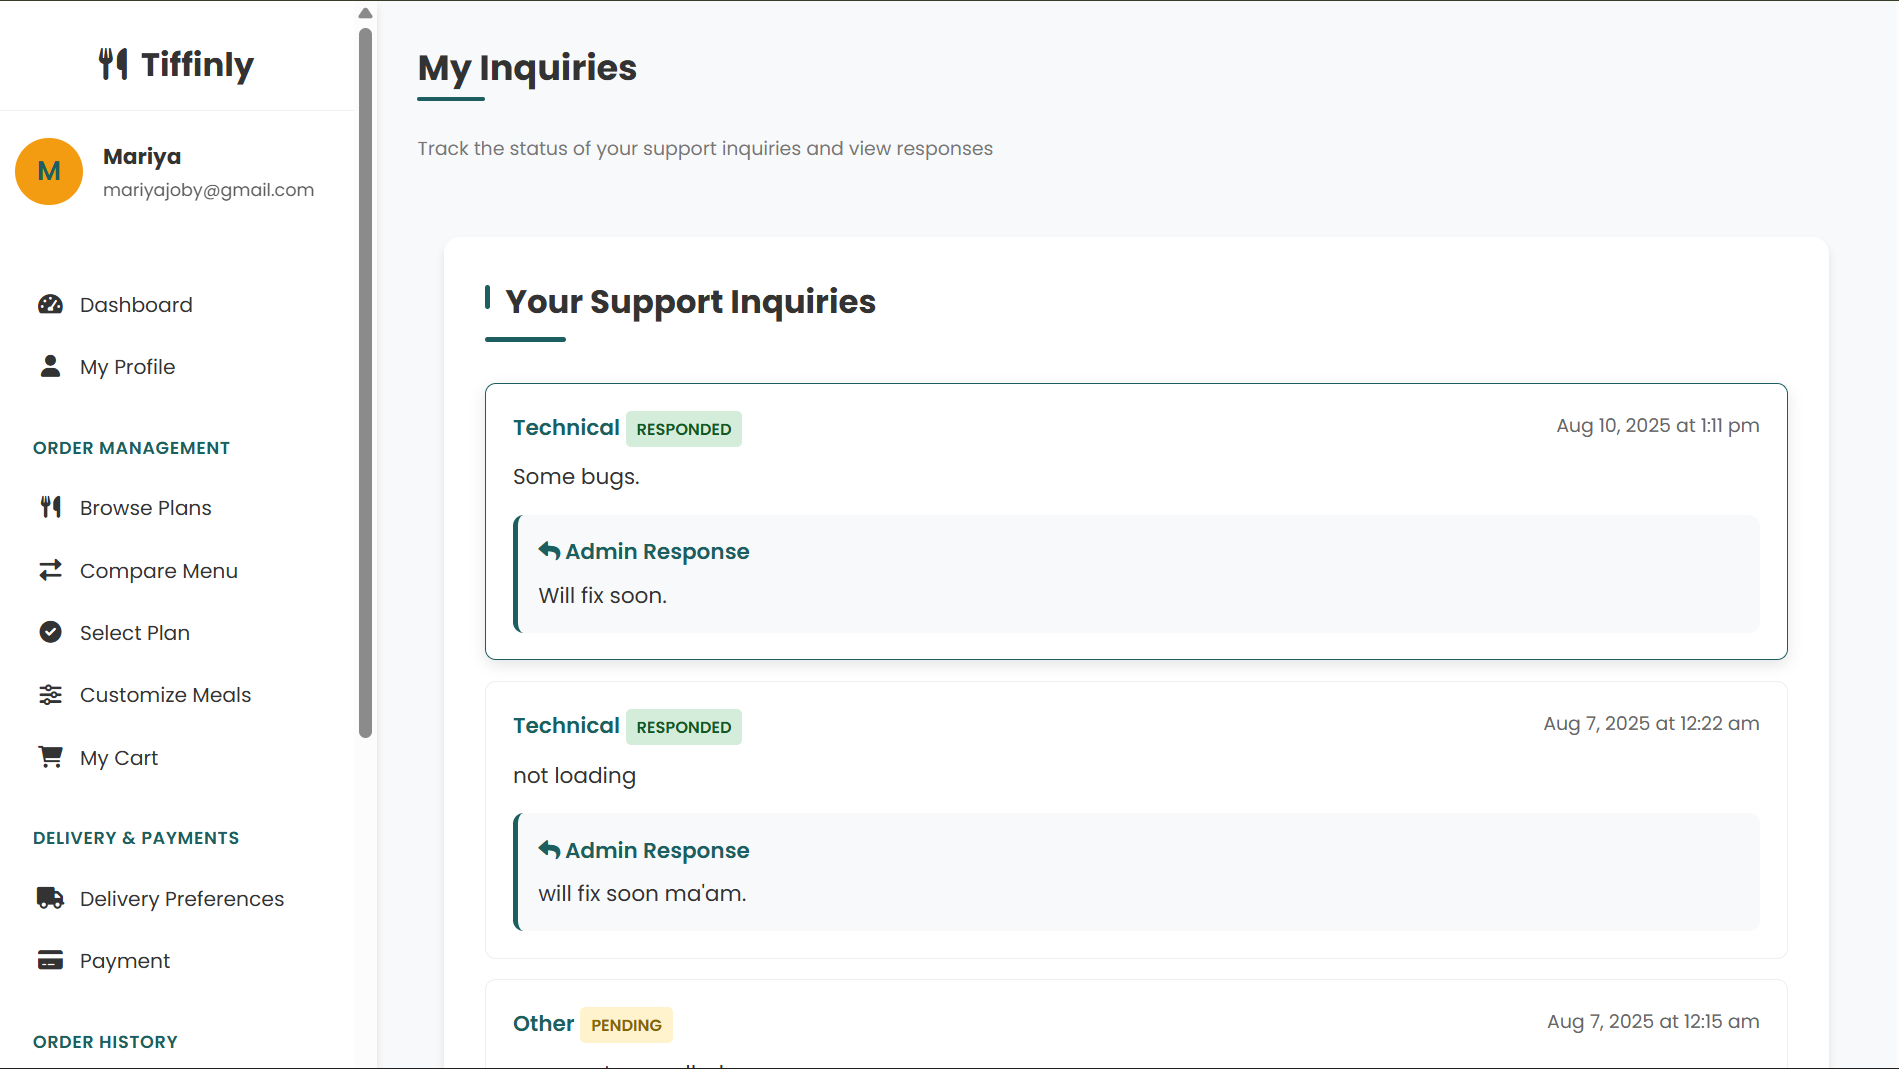 Tiffinly
M
Mariya
mariyajoby@gmail.com
Dashboard
My Profile
ORDER MANAGEMENT
Browse Plans
Compare Menu
Select Plan
Customize Meals
My Cart
DELIVERY & PAYMENTS
Delivery Preferences
Payment
ORDER HISTORY
My Inquiries
Track the status of your support inquiries and view responses
Your Support Inquiries
Technical RESPONDED Aug 10, 2025 at 1:11 pm
Some bugs.
Admin Response
Will fix soon.
Technical RESPONDED Aug 7, 2025 at 12:22 am
not loading
Admin Response
will fix soon ma'am.
Other PENDING Aug 7, 2025 at 12:15 am